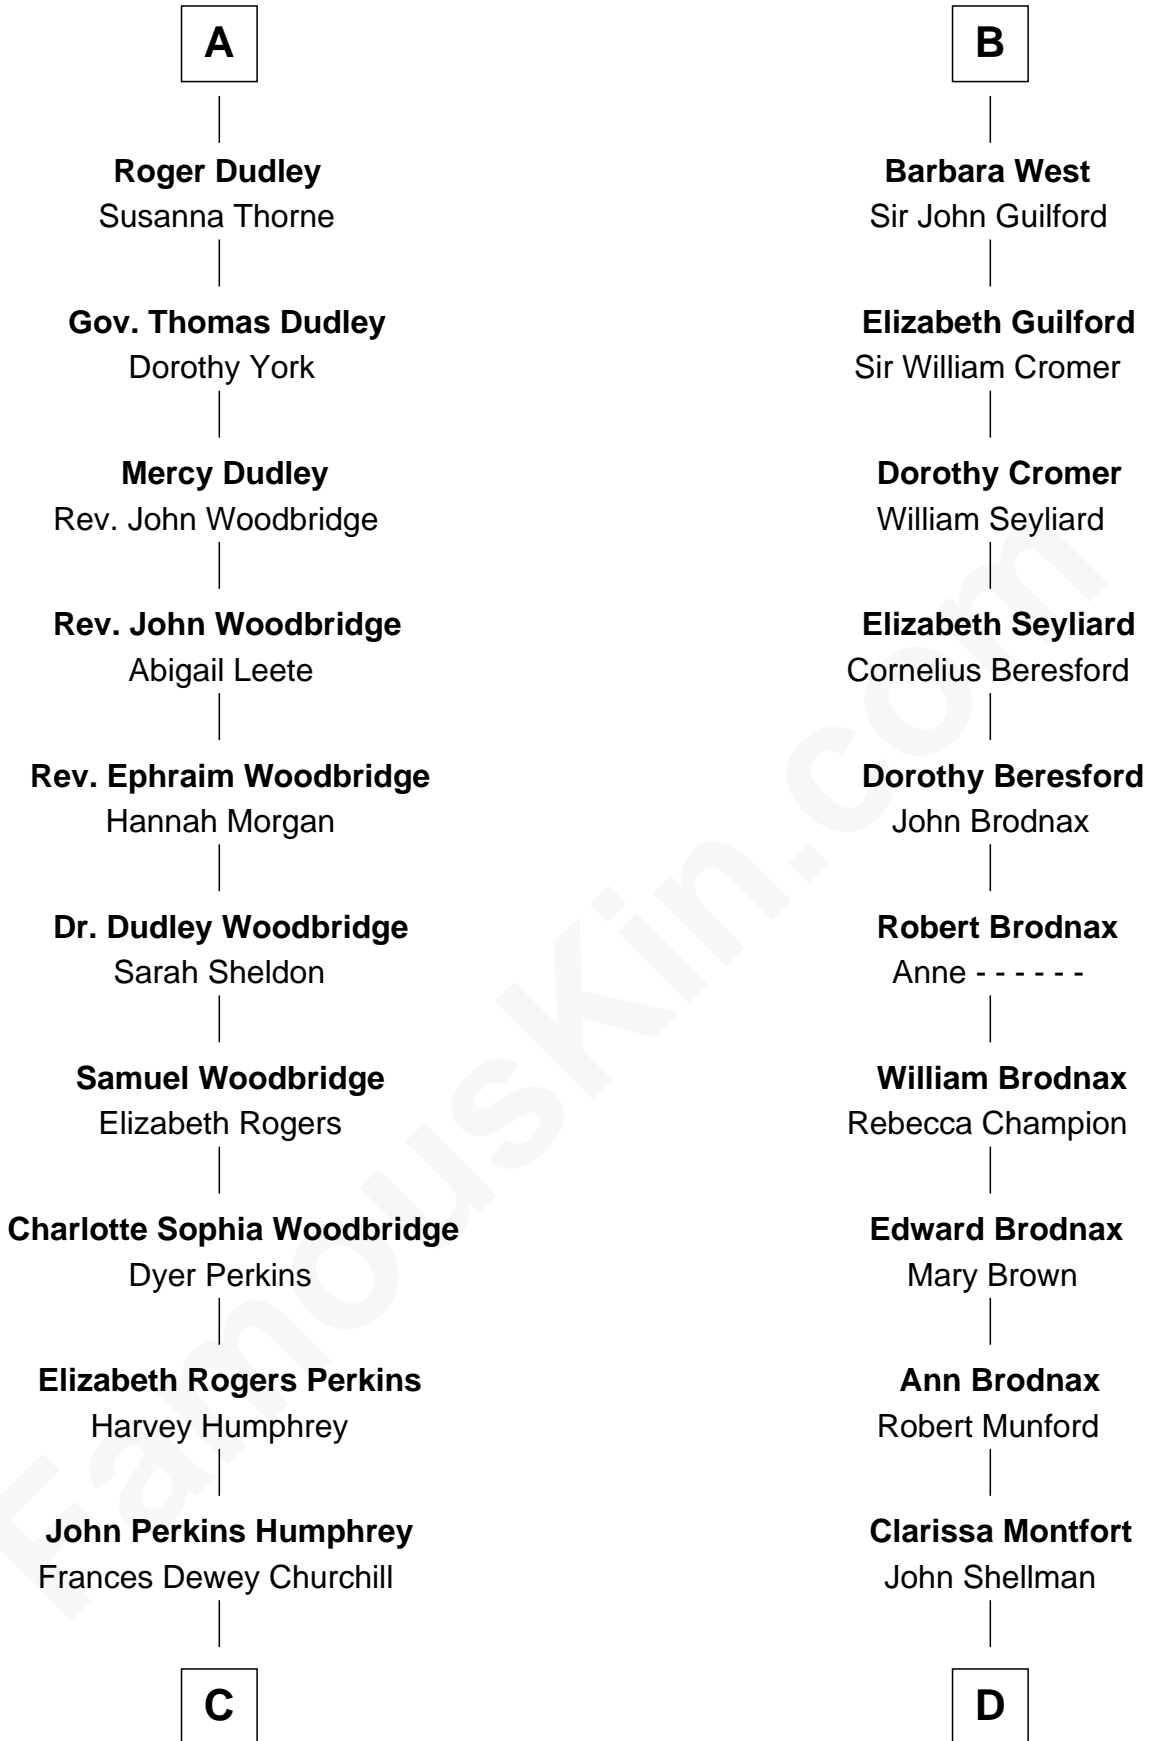 A
Roger Dudley
Susanna Thorne
Gov. Thomas Dudley
Dorothy York
Mercy Dudley
Rev. John Woodbridge
Rev. John Woodbridge
Abigail Leete
Rev. Ephraim Woodbridge
Hannah Morgan
Dr. Dudley Woodbridge
Sarah Sheldon
Samuel Woodbridge
Elizabeth Rogers
Charlotte Sophia Woodbridge
Dyer Perkins
Elizabeth Rogers Perkins
Harvey Humphrey
John Perkins Humphrey
Frances Dewey Churchill
C
B
Barbara West
Sir John Guilford
Elizabeth Guilford
Sir William Cromer
Dorothy Cromer
William Seyliard
Elizabeth Seyliard
Cornelius Beresford
Dorothy Beresford
John Brodnax
Robert Brodnax
Anne - - - - - -
William Brodnax
Rebecca Champion
Edward Brodnax
Mary Brown
Ann Brodnax
Robert Munford
Clarissa Montfort
John Shellman
D
FamousKin.com